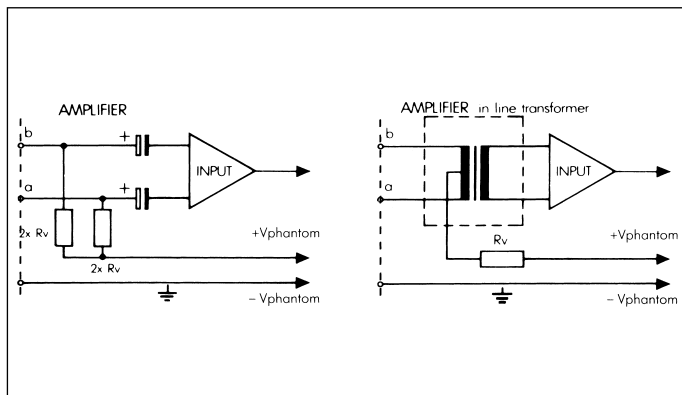 AMPLIFIER
b
+
INPUT
a
+
2x Rv
2x Rv
+Vphantom
– Vphantom
AMPLIFIER in line transformer
b
INPUT
a
Rv
+Vphantom
– Vphantom